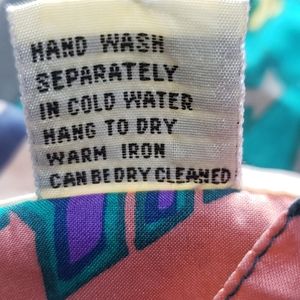 HAND WASH
SEPARATELY
IN COLD WATER
HANG TO DRY
WARM IRON
CAN BE DRY CLEANED